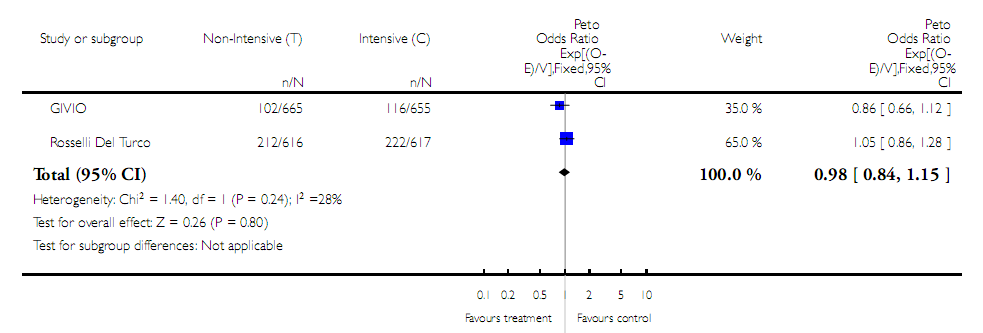 Study or subgroup Non-Intensive (T) Intensive (C) Peto Odds Ratio Exp[(O-E)/V],Fixed,95% CI Weight Peto Odds Ratio Exp[(O-E)/V],Fixed,95% CI
n/N n/N
GIVIO 102/665 116/655 35.0 % 0.86 [ 0.66, 1.12 ]
Rosselli Del Turco 212/616 222/617 65.0 % 1.05 [ 0.86, 1.28 ]
Total (95% CI) 100.0 % 0.98 [ 0.84, 1.15 ]
Heterogeneity: Chi² = 1.40, df = 1 (P = 0.24); I² =28%
Test for overall effect: Z = 0.26 (P = 0.80)
Test for subgroup differences: Not applicable
0.1 0.2 0.5 1 2 5 10
Favours treatment Favours control